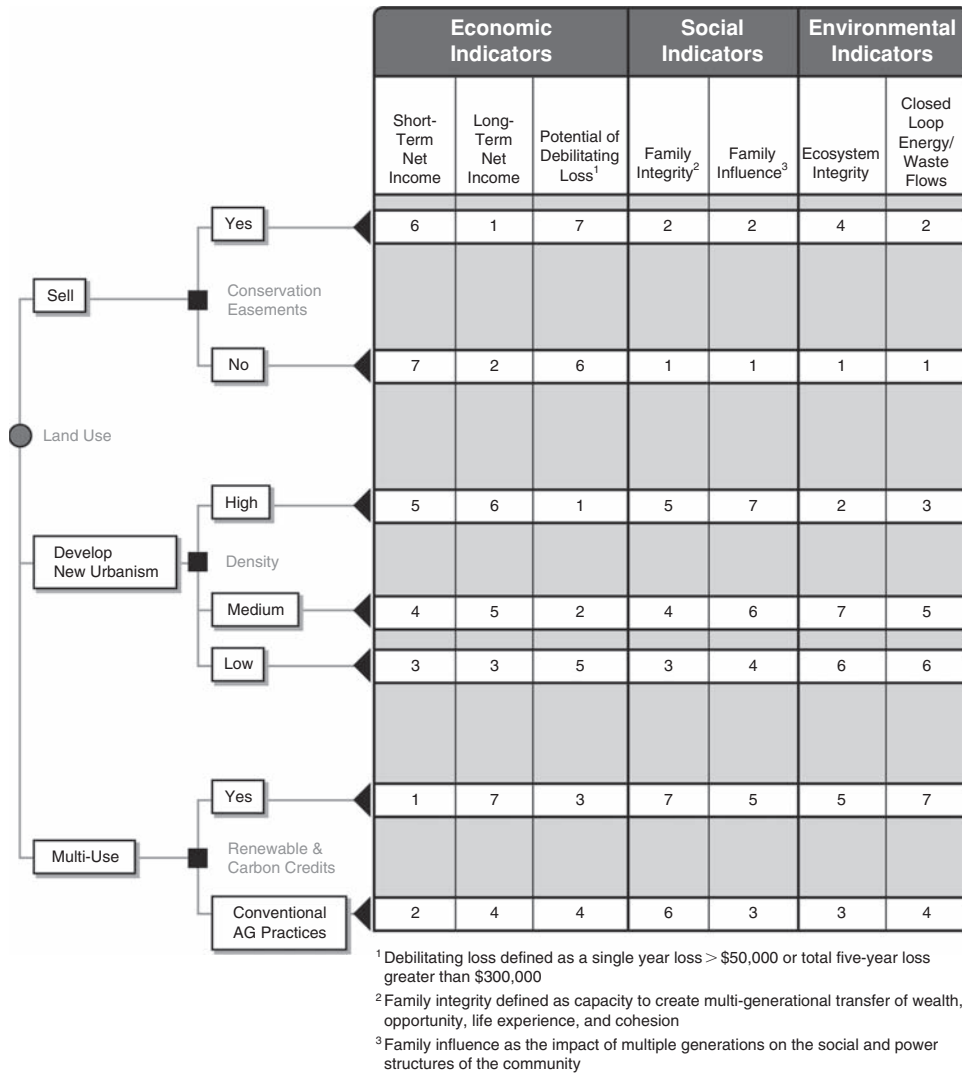 Economic
Indicators
Social
Indicators
Environmental
Indicators
Short-
Term
Net
Income
Long-
Term
Net
Income
Potential of
Debilitating
Loss1
Family
Integrity2
Family
Influence3
Ecosystem
Integrity
Closed
Loop
Energy/
Waste
Flows
Yes 6 1 7 2 2 4 2
Sell
Conservation
Easements
No 7 2 6 1 1 1 1
Land Use
High 5 6 1 5 7 2 3
Develop
New Urbanism
Density
Medium 4 5 2 4 6 7 5
Low 3 3 5 3 4 6 6
Yes 1 7 3 7 5 5 7
Multi-Use
Renewable &
Carbon Credits
Conventional
AG Practices
2 4 4 6 3 3 4
1 Debilitating loss defined as a single year loss > $50,000 or total five-year loss
greater than $300,000
2 Family integrity defined as capacity to create multi-generational transfer of wealth,
opportunity, life experience, and cohesion
3 Family influence as the impact of multiple generations on the social and power
structures of the community